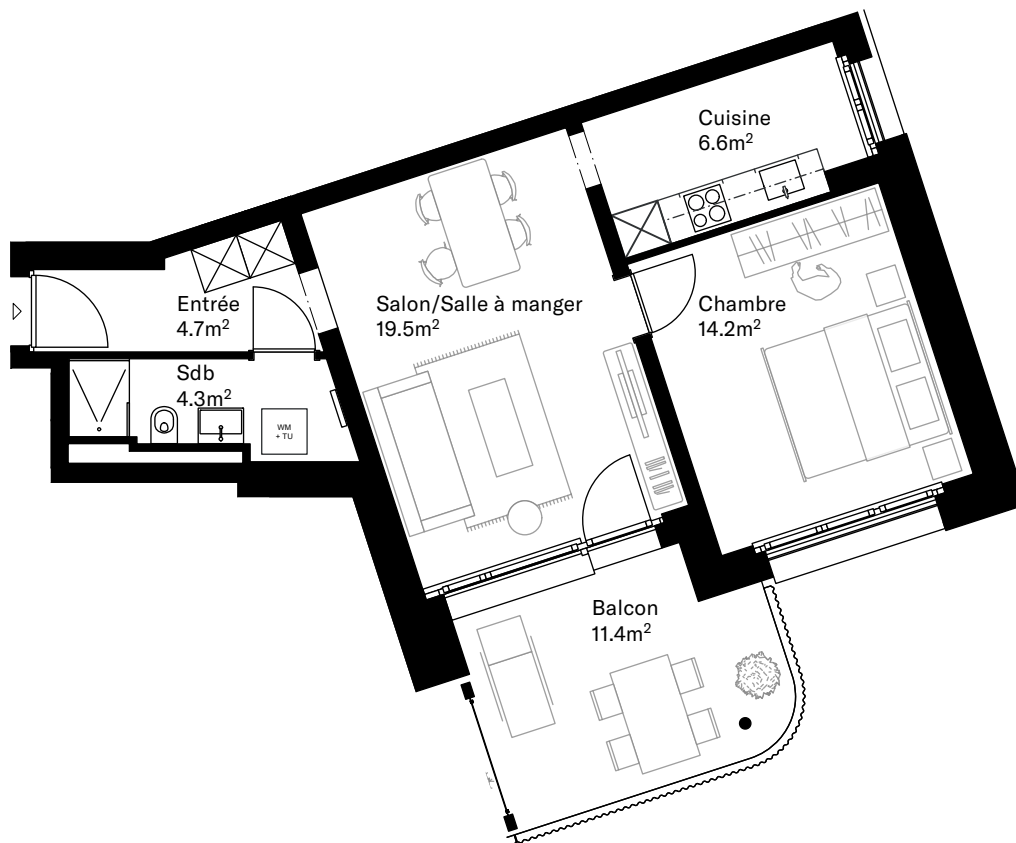 Cuisine
6.6m²
Entrée
4.7m²
Salon/Salle à manger
19.5m²
Chambre
14.2m²
Sdb
4.3m²
WM
+ TU
Balcon
11.4m²